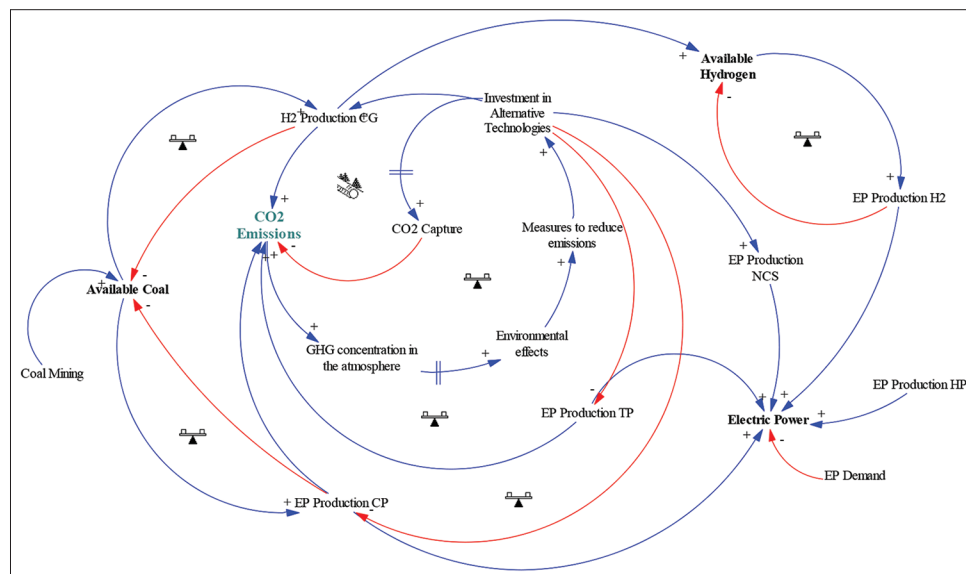 Available
Hydrogen
Investment in
Alternative
Technologies
H2 Production CG
EP Production H2
CO2
Emissions
CO2 Capture
Measures to reduce
emissions
EP Production
NCS
Available Coal
Environmental
effects
GHG concentration in
the atmosphere
Coal Mining
EP Production HP
EP Production TP
Electric Power
EP Demand
EP Production CP